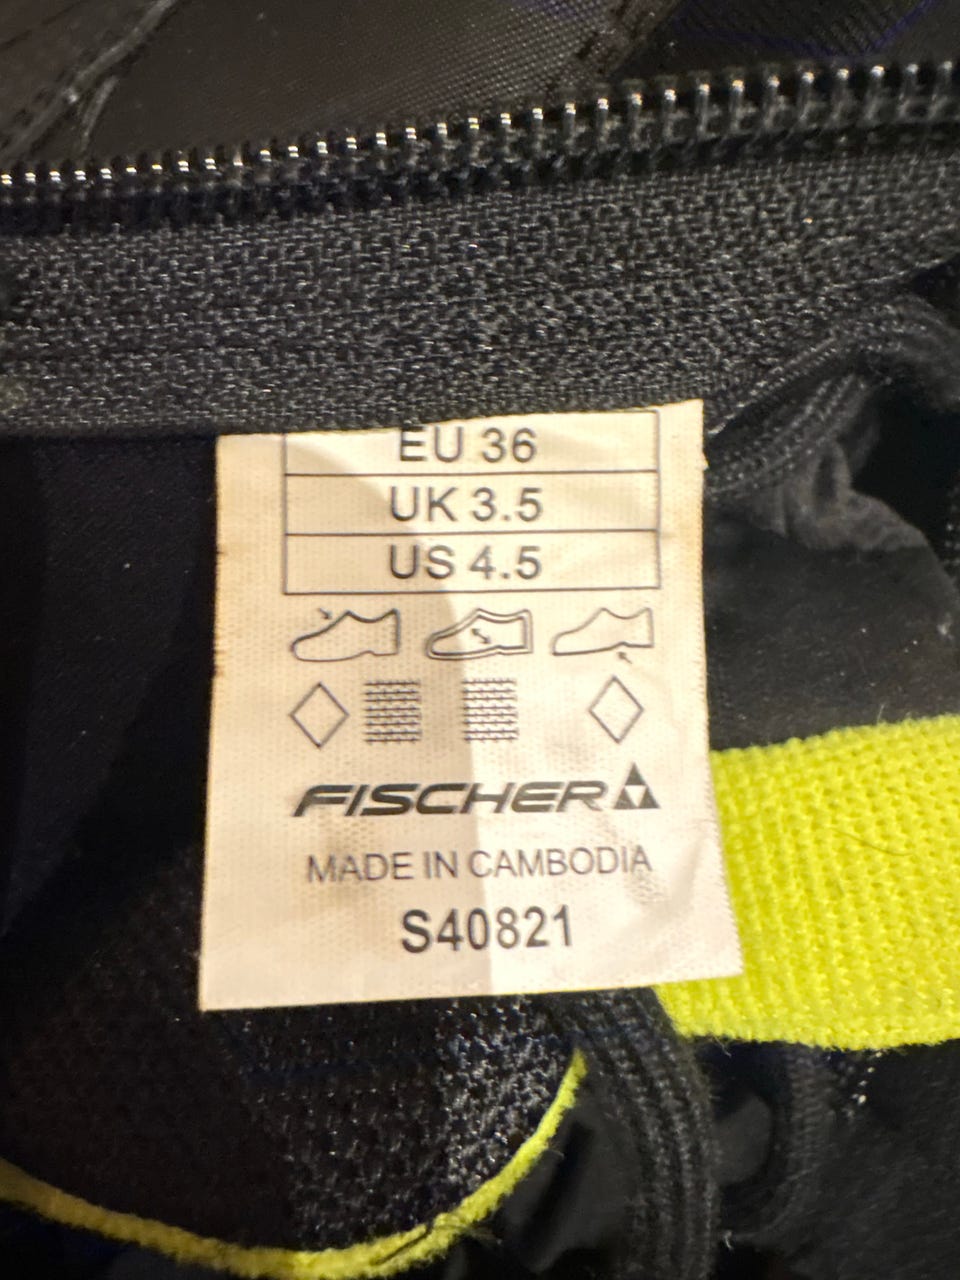 EU 36
UK 3.5
US 4.5
FISCHER
MADE IN CAMBODIA
S40821